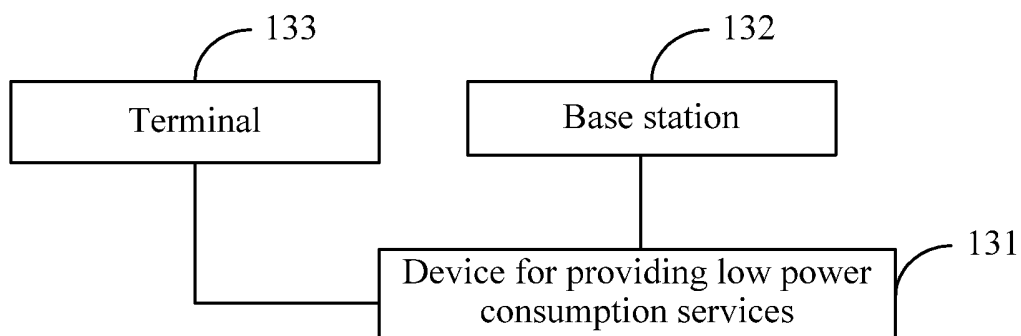 133
132
Terminal
Base station
131
Device for providing low power
consumption services